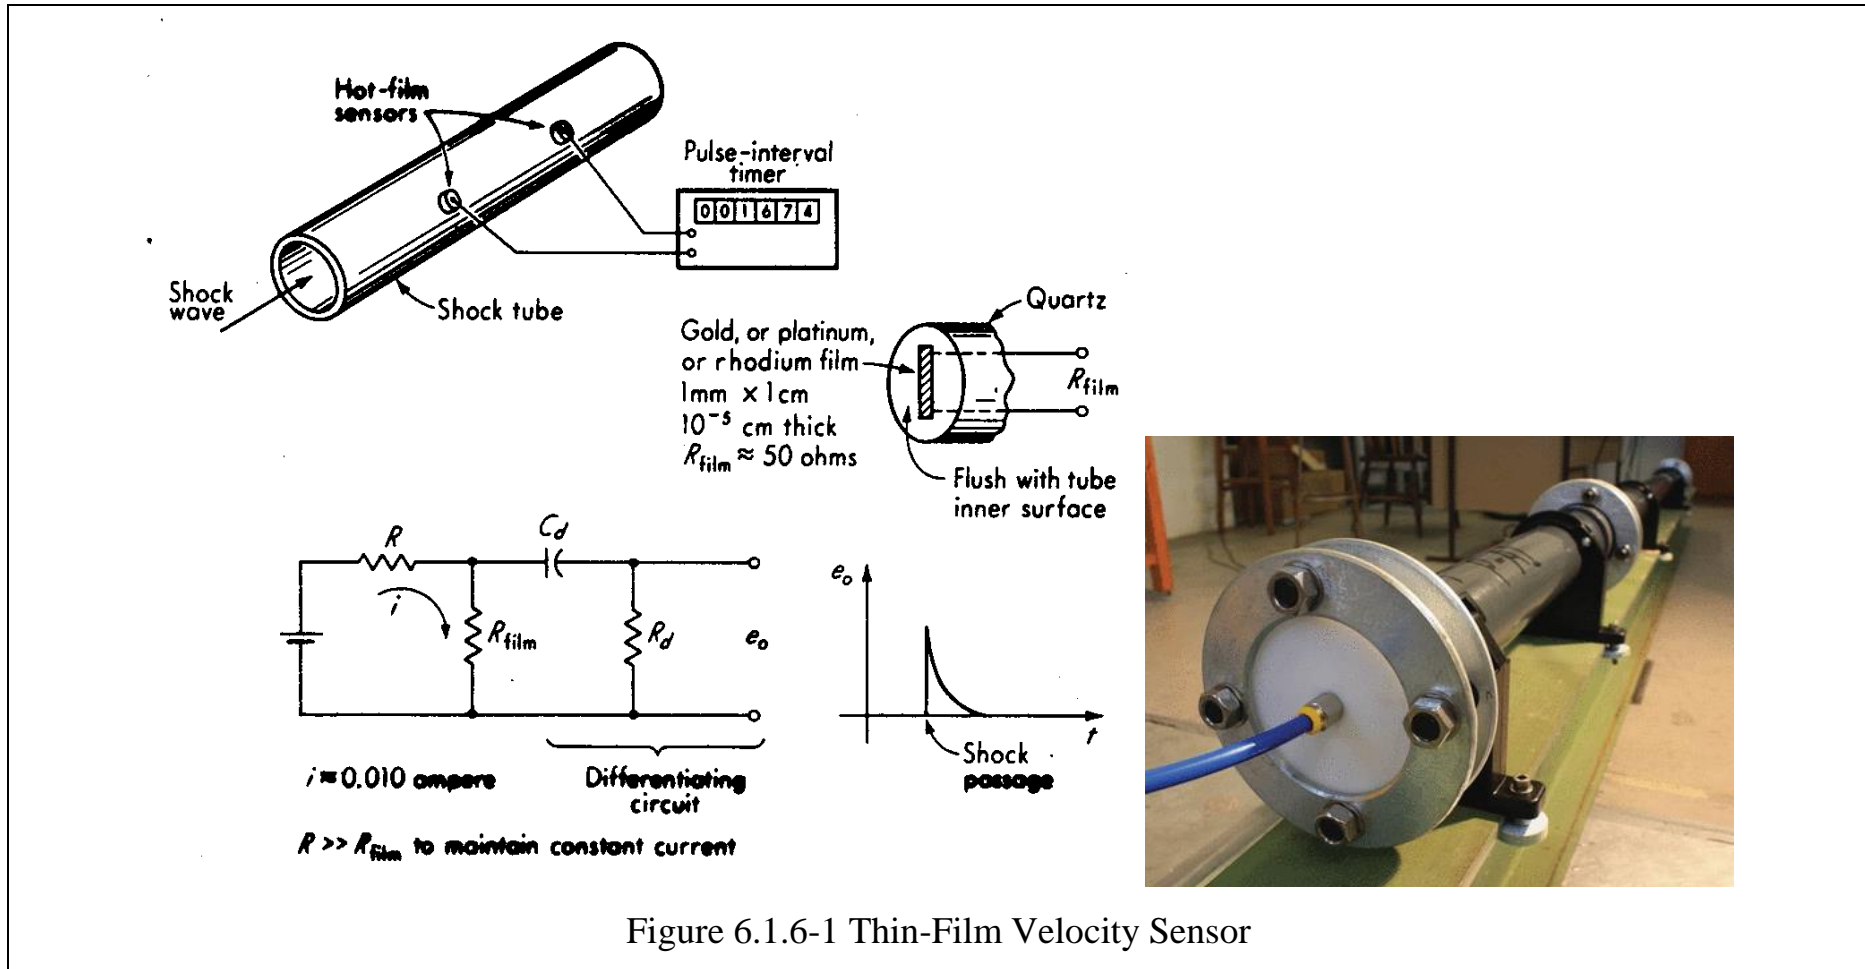 Hot-film
sensors
Pulse-interval
timer
001674
Shock
wave
Shock tube
Quartz
Gold, or platinum,
or rhodium film
1mm × 1cm
10⁻⁵ cm thick
R_film ≈ 50 ohms
R_film
Flush with tube
inner surface
R
C_d
i
R_film
R_d
e_o
e_o
t
Shock
passage
i ≈ 0.010 ampere
Differentiating
circuit
R >> R_film to maintain constant current
Figure 6.1.6-1 Thin-Film Velocity Sensor